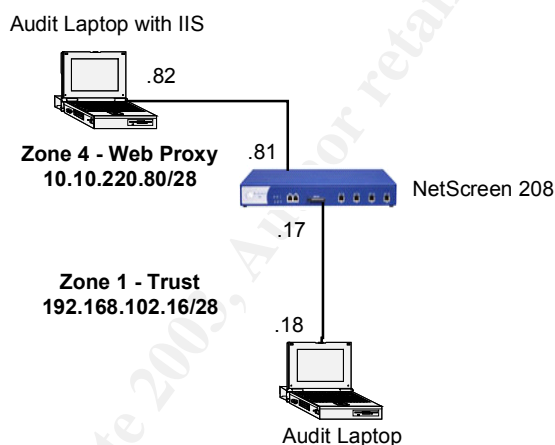 Audit Laptop with IIS
.82
Zone 4 - Web Proxy
10.10.220.80/28
.81
NetScreen 208
.17
Zone 1 - Trust
192.168.102.16/28
.18
Audit Laptop